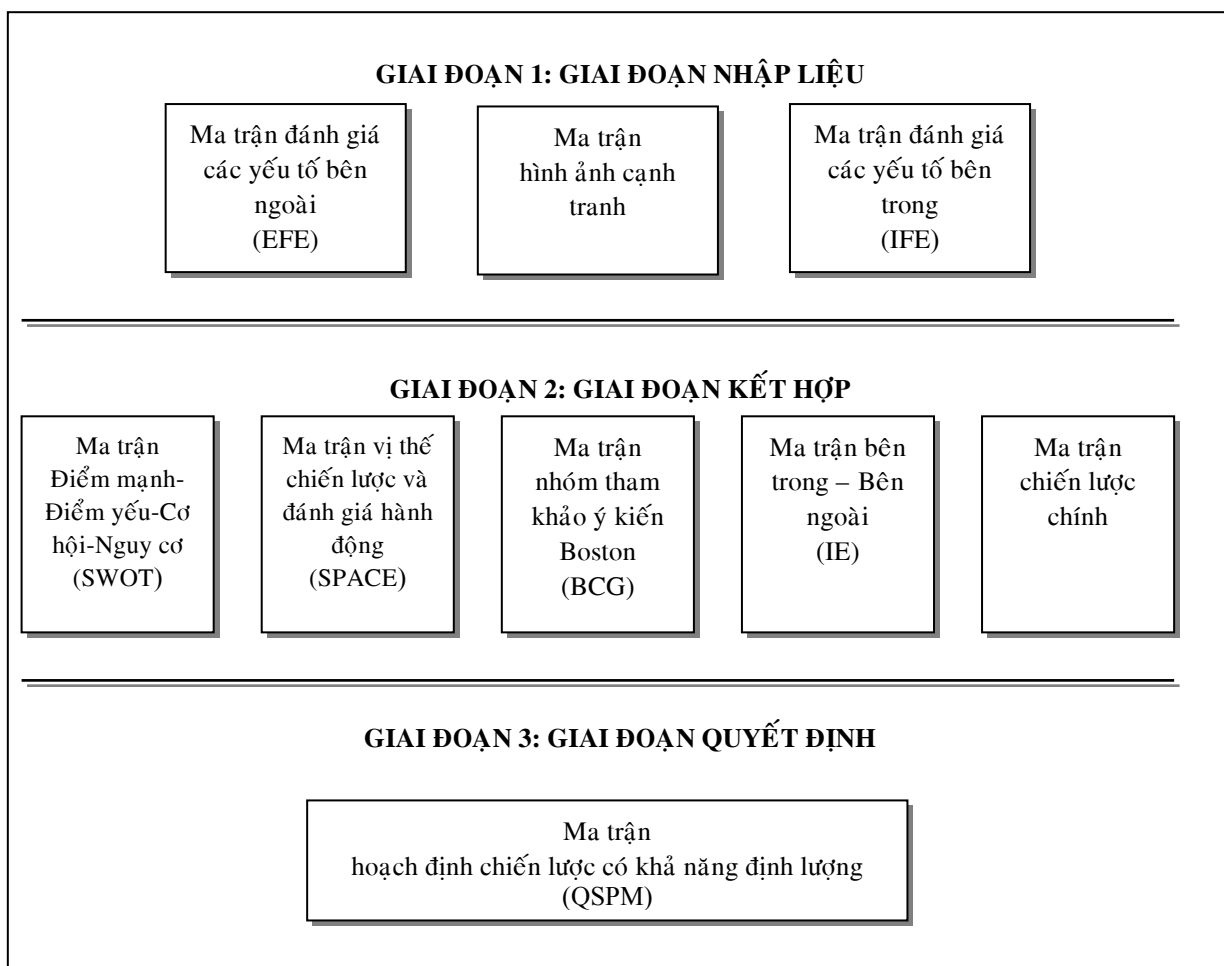 GIAI ĐOẠN 1: GIAI ĐOẠN NHẬP LIỆU
Ma trận đánh giá
các yếu tố bên
ngoài
(EFE)
Ma trận
hình ảnh cạnh
tranh
Ma trận đánh giá
các yếu tố bên
trong
(IFE)
GIAI ĐOẠN 2: GIAI ĐOẠN KẾT HỢP
Ma trận
Điểm mạnh-
Điểm yếu-Cơ
hội-Nguy cơ
(SWOT)
Ma trận vị thế
chiến lược và
đánh giá hành
động
(SPACE)
Ma trận
nhóm tham
khảo ý kiến
Boston
(BCG)
Ma trận bên
trong – Bên
ngoài
(IE)
Ma trận
chiến lược
chính
GIAI ĐOẠN 3: GIAI ĐOẠN QUYẾT ĐỊNH
Ma trận
hoạch định chiến lược có khả năng định lượng
(QSPM)